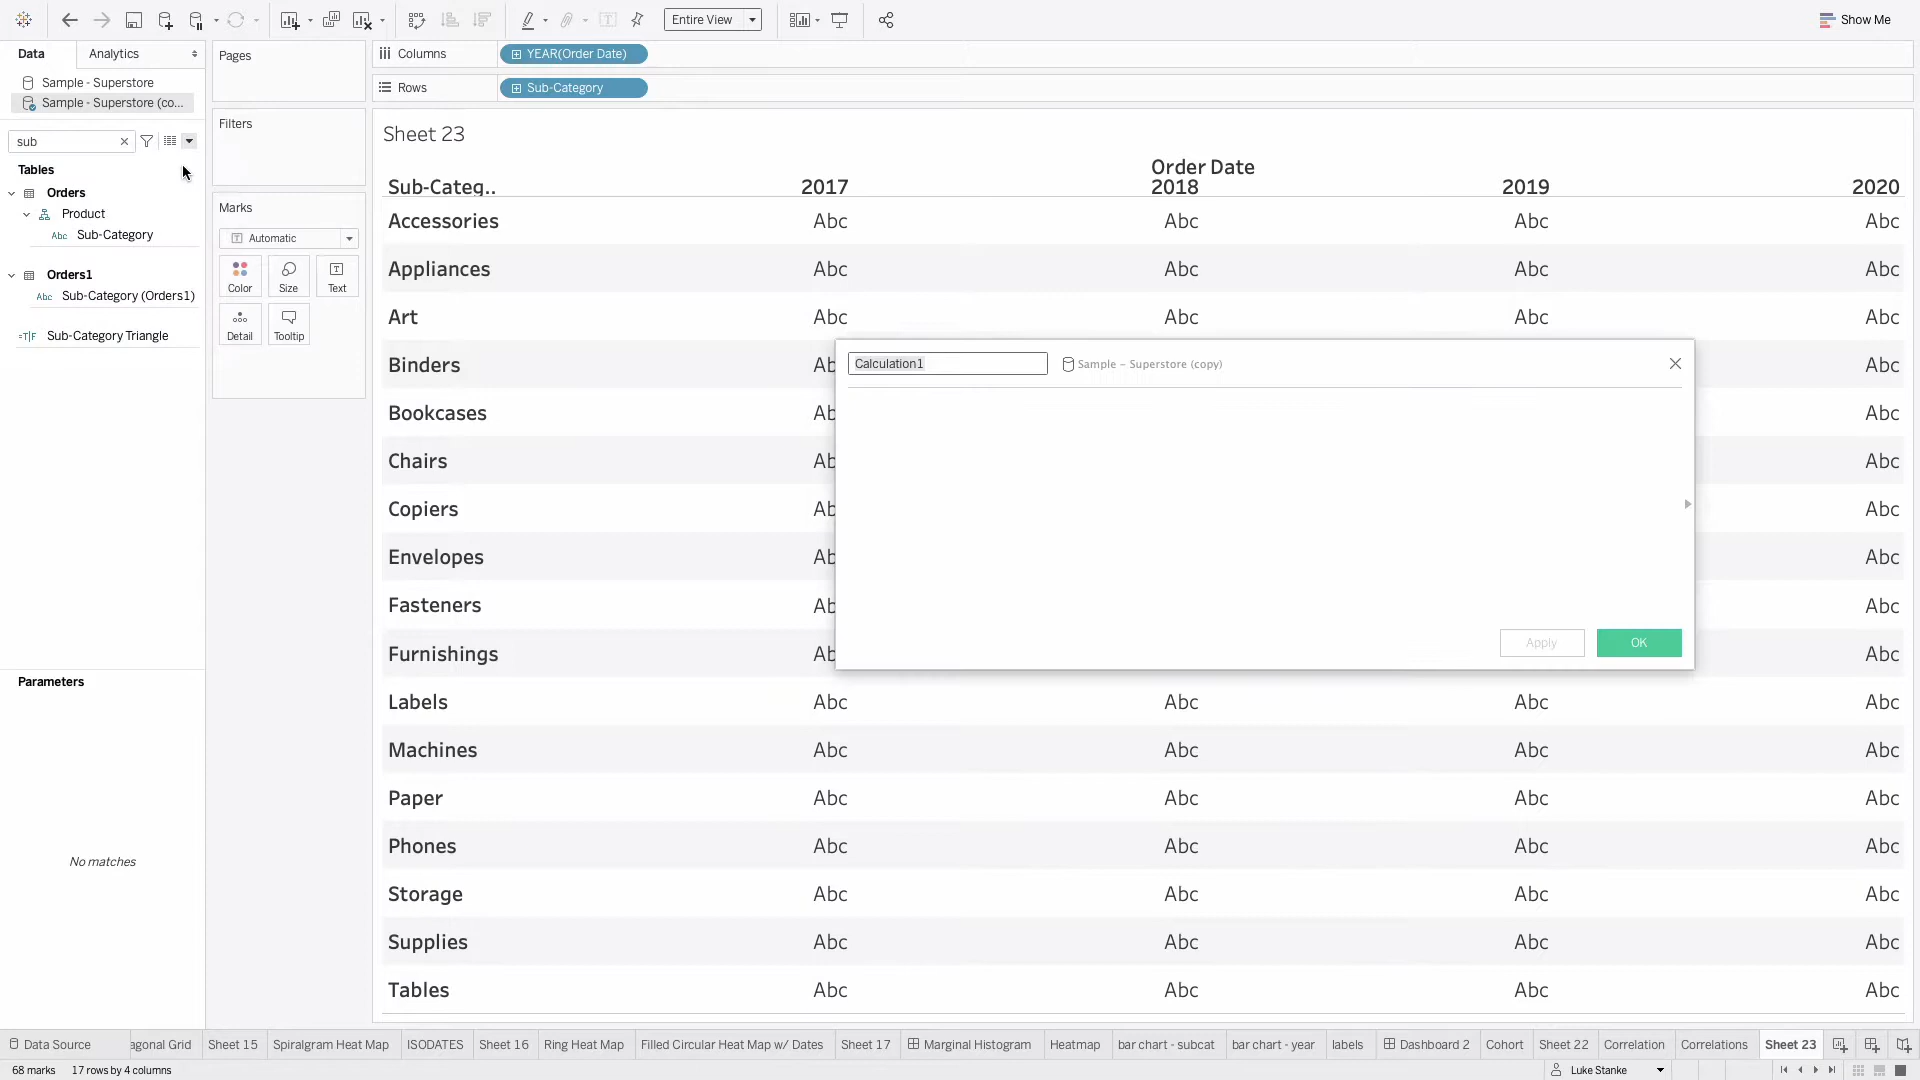 Entire View
Show Me
Data
Analytics
Pages
Columns
YEAR(Order Date)
Sample - Superstore
Rows
Sub-Category
Sample - Superstore (co...
Filters
sub
Sheet 23
Tables
Order Date
Orders
Sub-Categ..
2017
2018
2019
2020
Marks
Product
Accessories
Abc
Abc
Abc
Abc
Abc
Sub-Category
Automatic
Orders1
Color
Size
Text
Appliances
Abc
Abc
Abc
Abc
Abc
Sub-Category (Orders1)
Art
Abc
Abc
Abc
Abc
=T|F
Sub-Category Triangle
Detail
Tooltip
Binders
Ab
Abc
Calculation1
Sample - Superstore (copy)
Bookcases
Ab
Abc
Chairs
Ab
Abc
Copiers
Ab
Abc
Envelopes
Ab
Abc
Fasteners
Ab
Abc
Furnishings
Ab
Abc
Apply
OK
Parameters
Labels
Abc
Abc
Abc
Abc
Machines
Abc
Abc
Abc
Abc
Paper
Abc
Abc
Abc
Abc
Phones
Abc
Abc
Abc
Abc
No matches
Storage
Abc
Abc
Abc
Abc
Supplies
Abc
Abc
Abc
Abc
Tables
Abc
Abc
Abc
Abc
Data Source
agonal Grid
Sheet 15
Spiralgram Heat Map
ISODATES
Sheet 16
Ring Heat Map
Filled Circular Heat Map w/ Dates
Sheet 17
Marginal Histogram
Heatmap
bar chart - subcat
bar chart - year
labels
Dashboard 2
Cohort
Sheet 22
Correlation
Correlations
Sheet 23
68 marks
17 rows by 4 columns
Luke Stanke